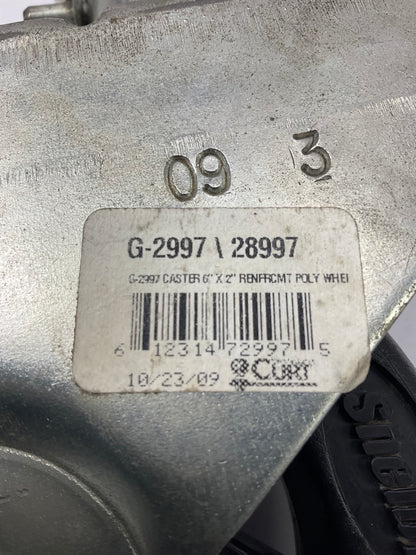 09 3
G-2997 \ 28997
G-2997 CASTER 6" X 2" RENFRCMT POLY WHEI
6 12314 72997 5
10/23/09 CURT